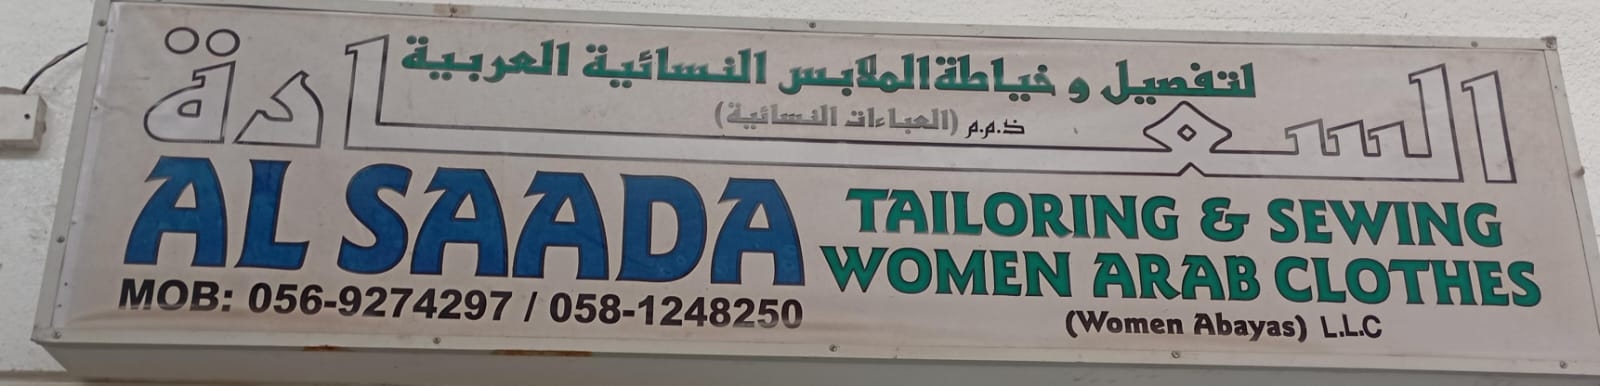 السعادة
لتفصيل و خياطة الملابس النسائية العربية
(العباءات النسائية) ذ.م.م
AL SAADA
TAILORING & SEWING
WOMEN ARAB CLOTHES
MOB: 056-9274297 / 058-1248250
(Women Abayas) L.L.C